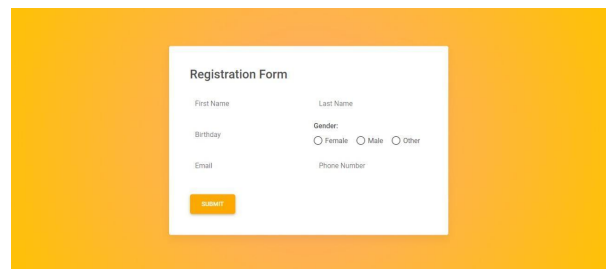 Registration Form
First Name
Last Name
Birthday
Gender:
Female Male Other
Email
Phone Number
SUBMIT